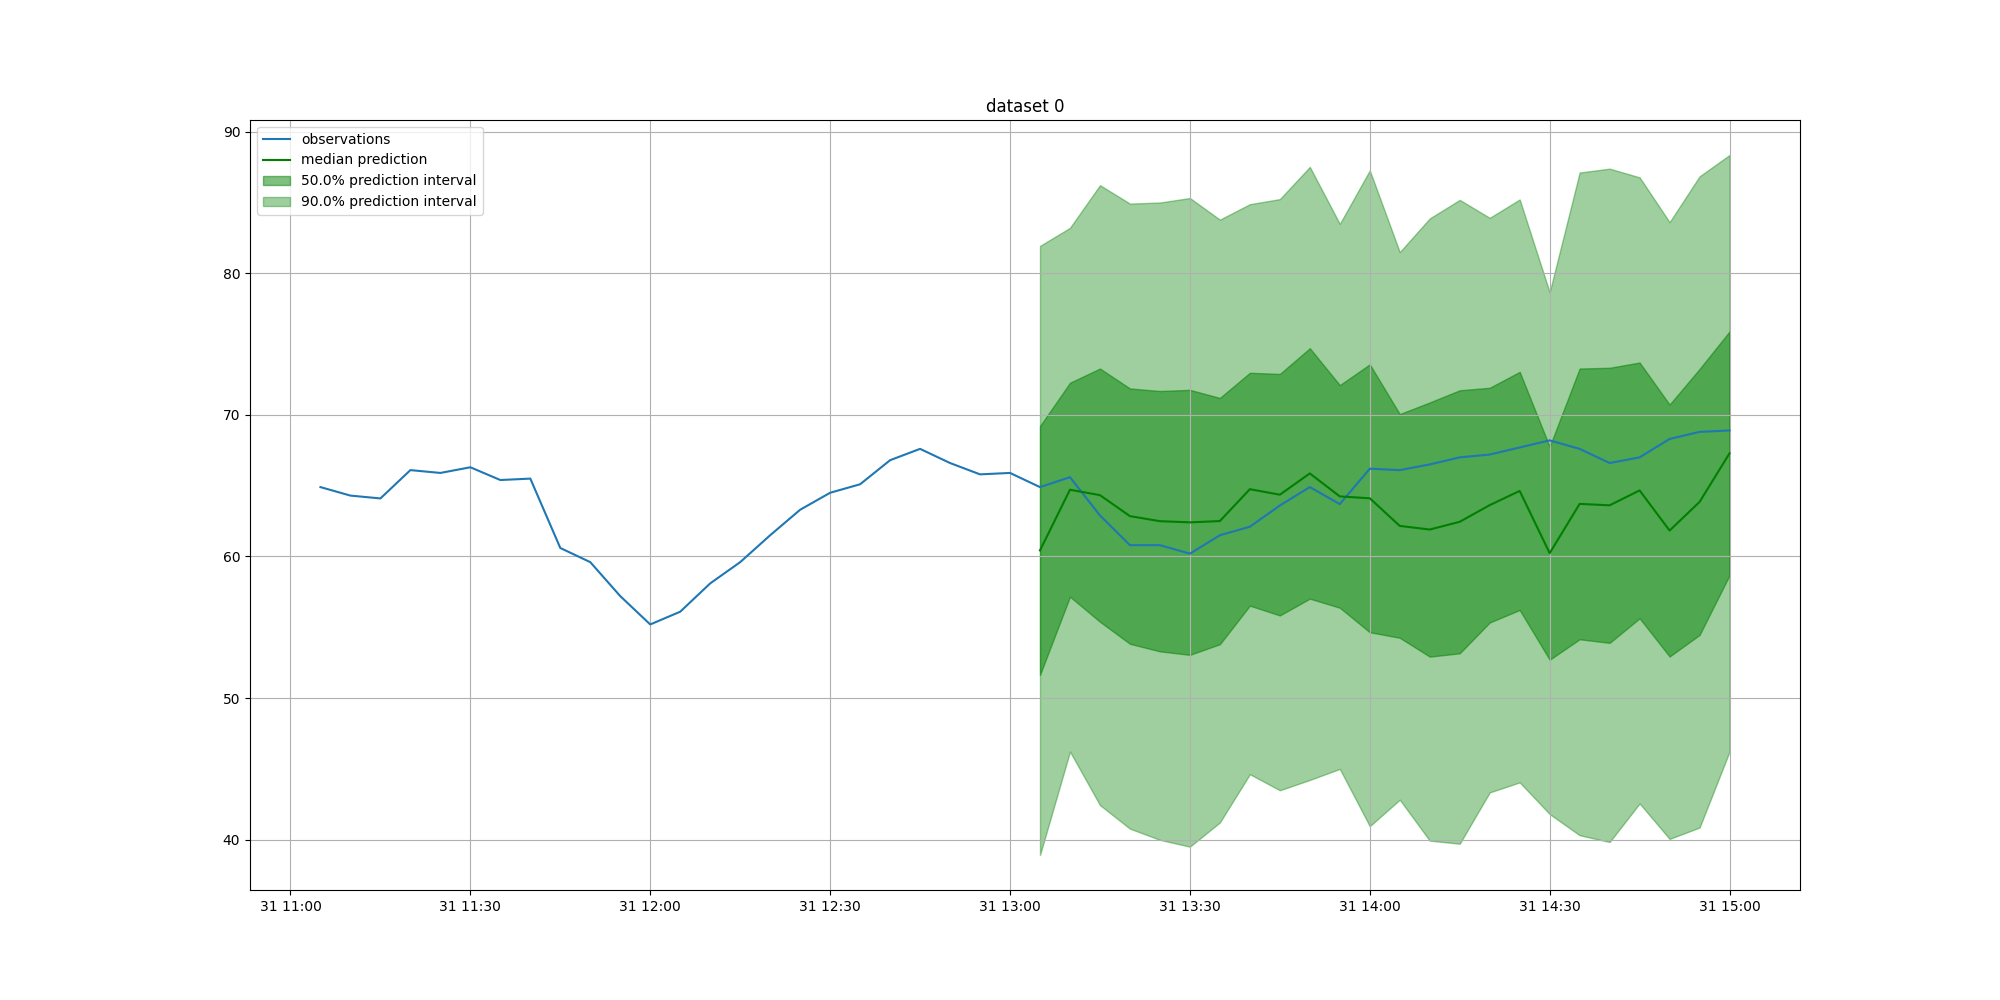 dataset 0
observations
median prediction
50.0% prediction interval
90.0% prediction interval
90
80
70
60
50
40
31 11:00 31 11:30 31 12:00 31 12:30 31 13:00 31 13:30 31 14:00 31 14:30 31 15:00